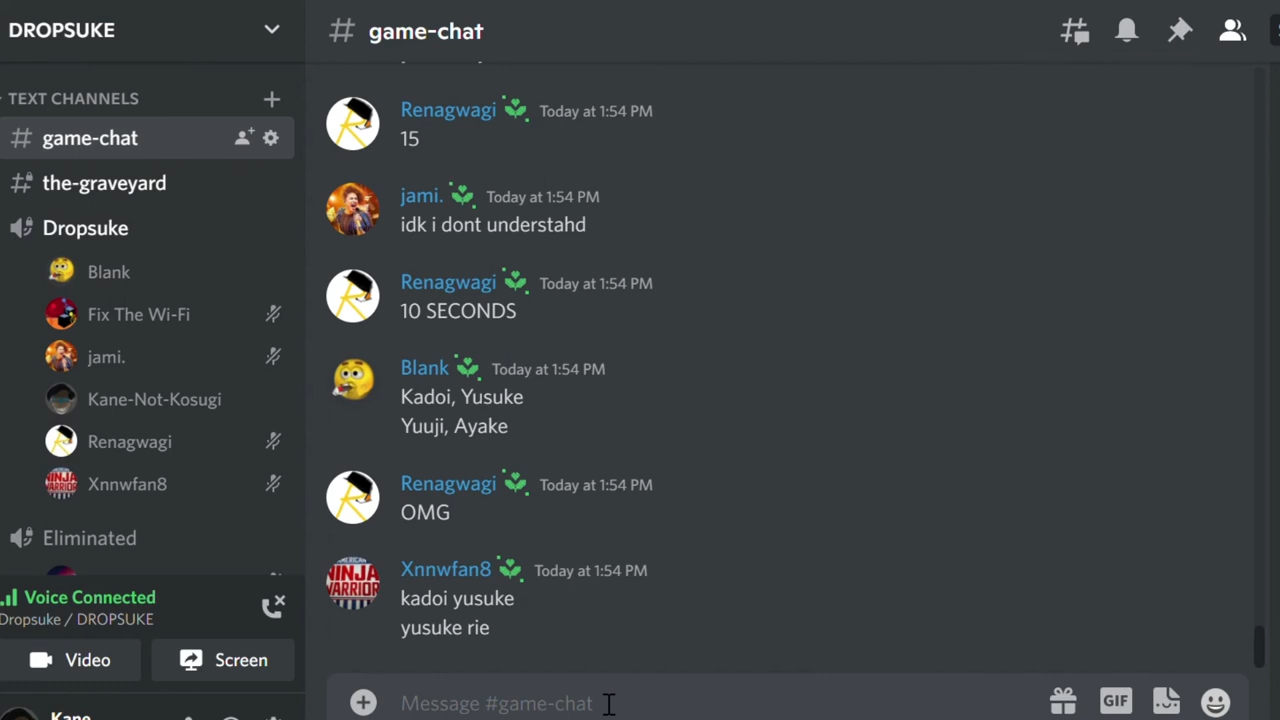 DROPSUKE
TEXT CHANNELS
game-chat
the-graveyard
Dropsuke
Blank
Fix The Wi-Fi
jami.
Kane-Not-Kosugi
Renagwagi
Xnnwfan8
Eliminated
Voice Connected
Dropsuke / DROPSUKE
Video
Screen
Kane
# game-chat
Renagwagi Today at 1:54 PM
15
jami. Today at 1:54 PM
idk i dont understahd
Renagwagi Today at 1:54 PM
10 SECONDS
Blank Today at 1:54 PM
Kadoi, Yusuke
Yuuji, Ayake
Renagwagi Today at 1:54 PM
OMG
AMERICAN
NINJA
WARRIOR
Xnnwfan8 Today at 1:54 PM
kadoi yusuke
yusuke rie
Message #game-chat
GIF